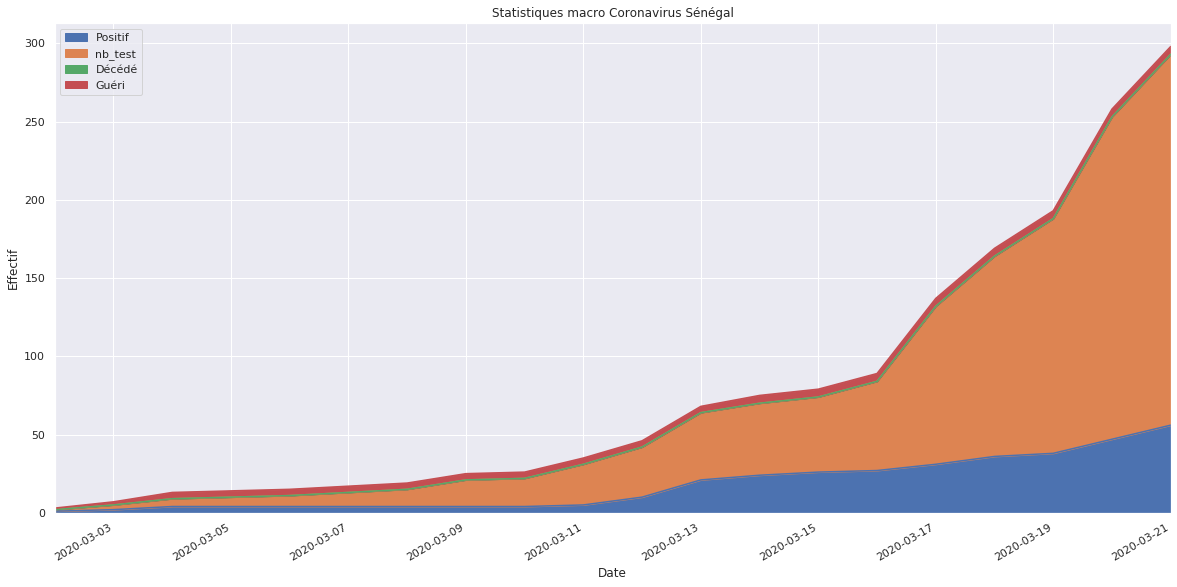 Statistiques macro Coronavirus Sénégal
Positif
nb_test
Décédé
Guéri
300
250
200
150
100
50
0
Effectif
2020-03-03
2020-03-05
2020-03-07
2020-03-09
2020-03-11
2020-03-13
2020-03-15
2020-03-17
2020-03-19
2020-03-21
Date